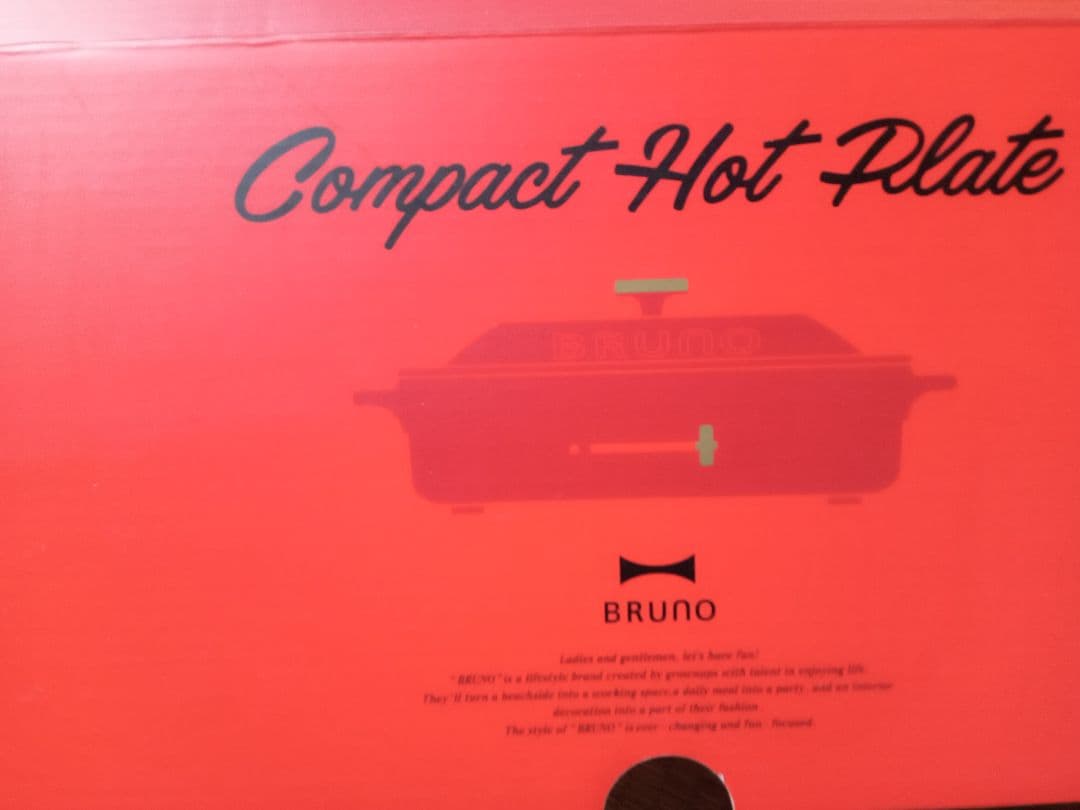 Compact Hot Plate
BRUNO
BRUNO
Ladies and gentlemen, let's have fun!
"BRUNO" is a lifestyle brand created by grownups with talent in enjoying life.
They'll turn a beachside into a working space, a daily meal into a party, and an interior
decoration into a part of their fashion.
The style of "BRUNO" is ever-changing and fun-focused.